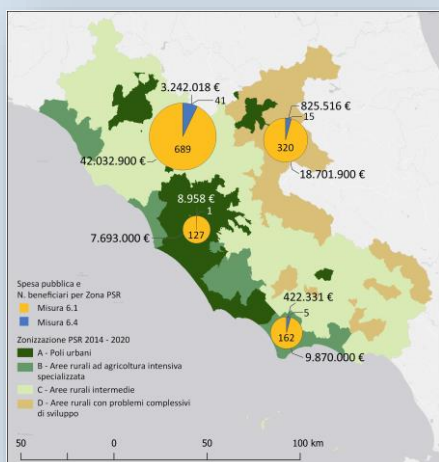 3.242.018 €
41
825.516 €
15
320
689
42.032.900 €
18.701.900 €
8.958 €
1
127
7.693.000 €
422.331 €
5
162
9.870.000 €
Spesa pubblica e
N. beneficiari per Zona PSR
Misura 6.1
Misura 6.4
Zonizzazione PSR 2014 - 2020
A - Poli urbani
B - Aree rurali ad agricoltura intensiva
specializzata
C - Aree rurali intermedie
D - Aree rurali con problemi complessivi
di sviluppo
50 0 50 100 km